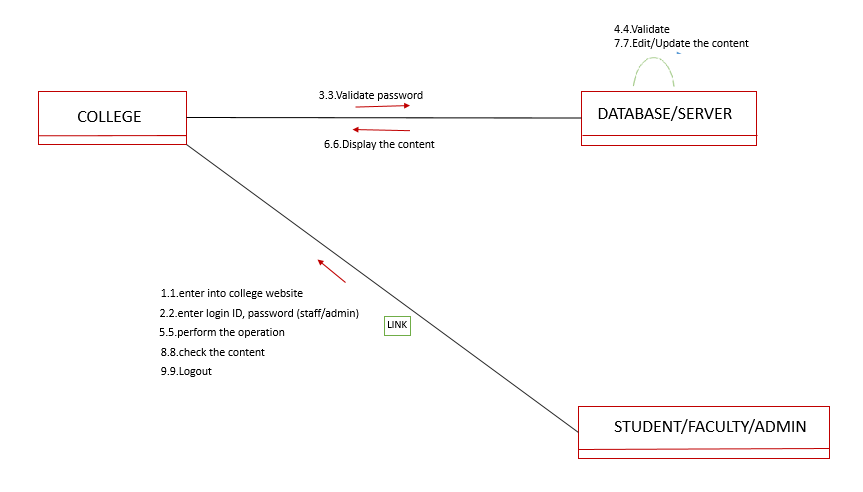 4.4.Validate
7.7.Edit/Update the content
3.3.Validate password
COLLEGE
DATABASE/SERVER
6.6.Display the content
1.1.enter into college website
2.2.enter login ID, password (staff/admin)
LINK
5.5.perform the operation
8.8.check the content
9.9.Logout
STUDENT/FACULTY/ADMIN